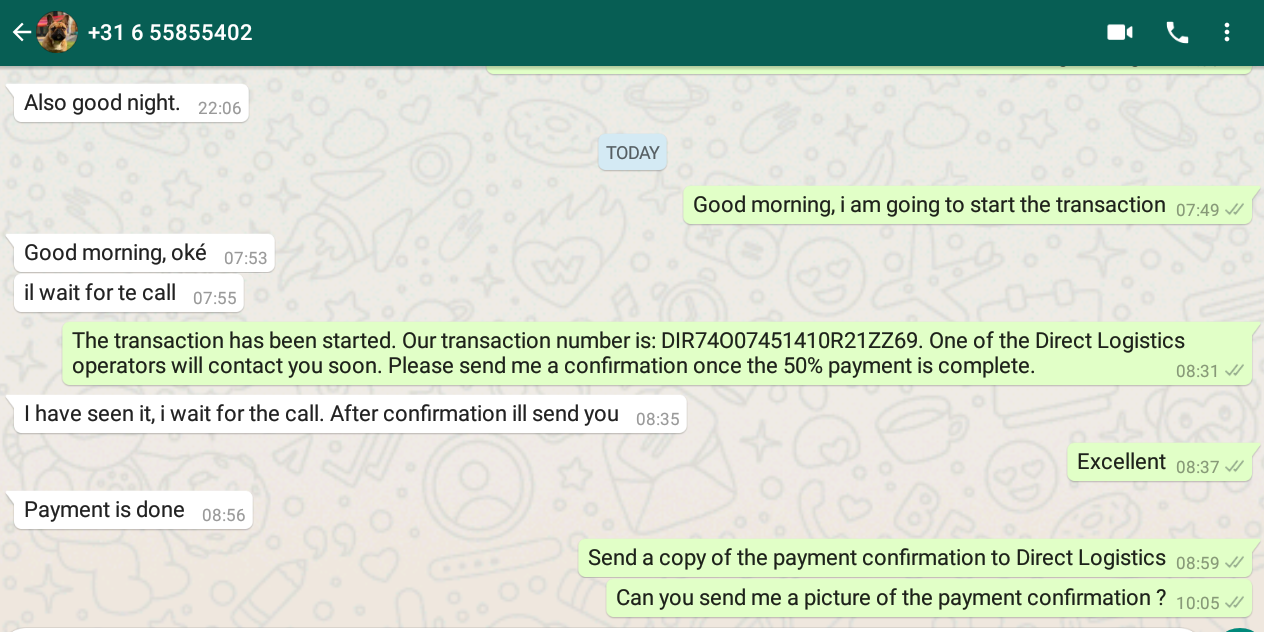 +31 6 55855402
Also good night. 22:06
TODAY
Good morning, i am going to start the transaction 07:49
Good morning, oké 07:53
il wait for te call 07:55
The transaction has been started. Our transaction number is: DIR74O07451410R21ZZ69. One of the Direct Logistics
operators will contact you soon. Please send me a confirmation once the 50% payment is complete. 08:31
I have seen it, i wait for the call. After confirmation ill send you 08:35
Excellent 08:37
Payment is done 08:56
Send a copy of the payment confirmation to Direct Logistics 08:59
Can you send me a picture of the payment confirmation ? 10:05